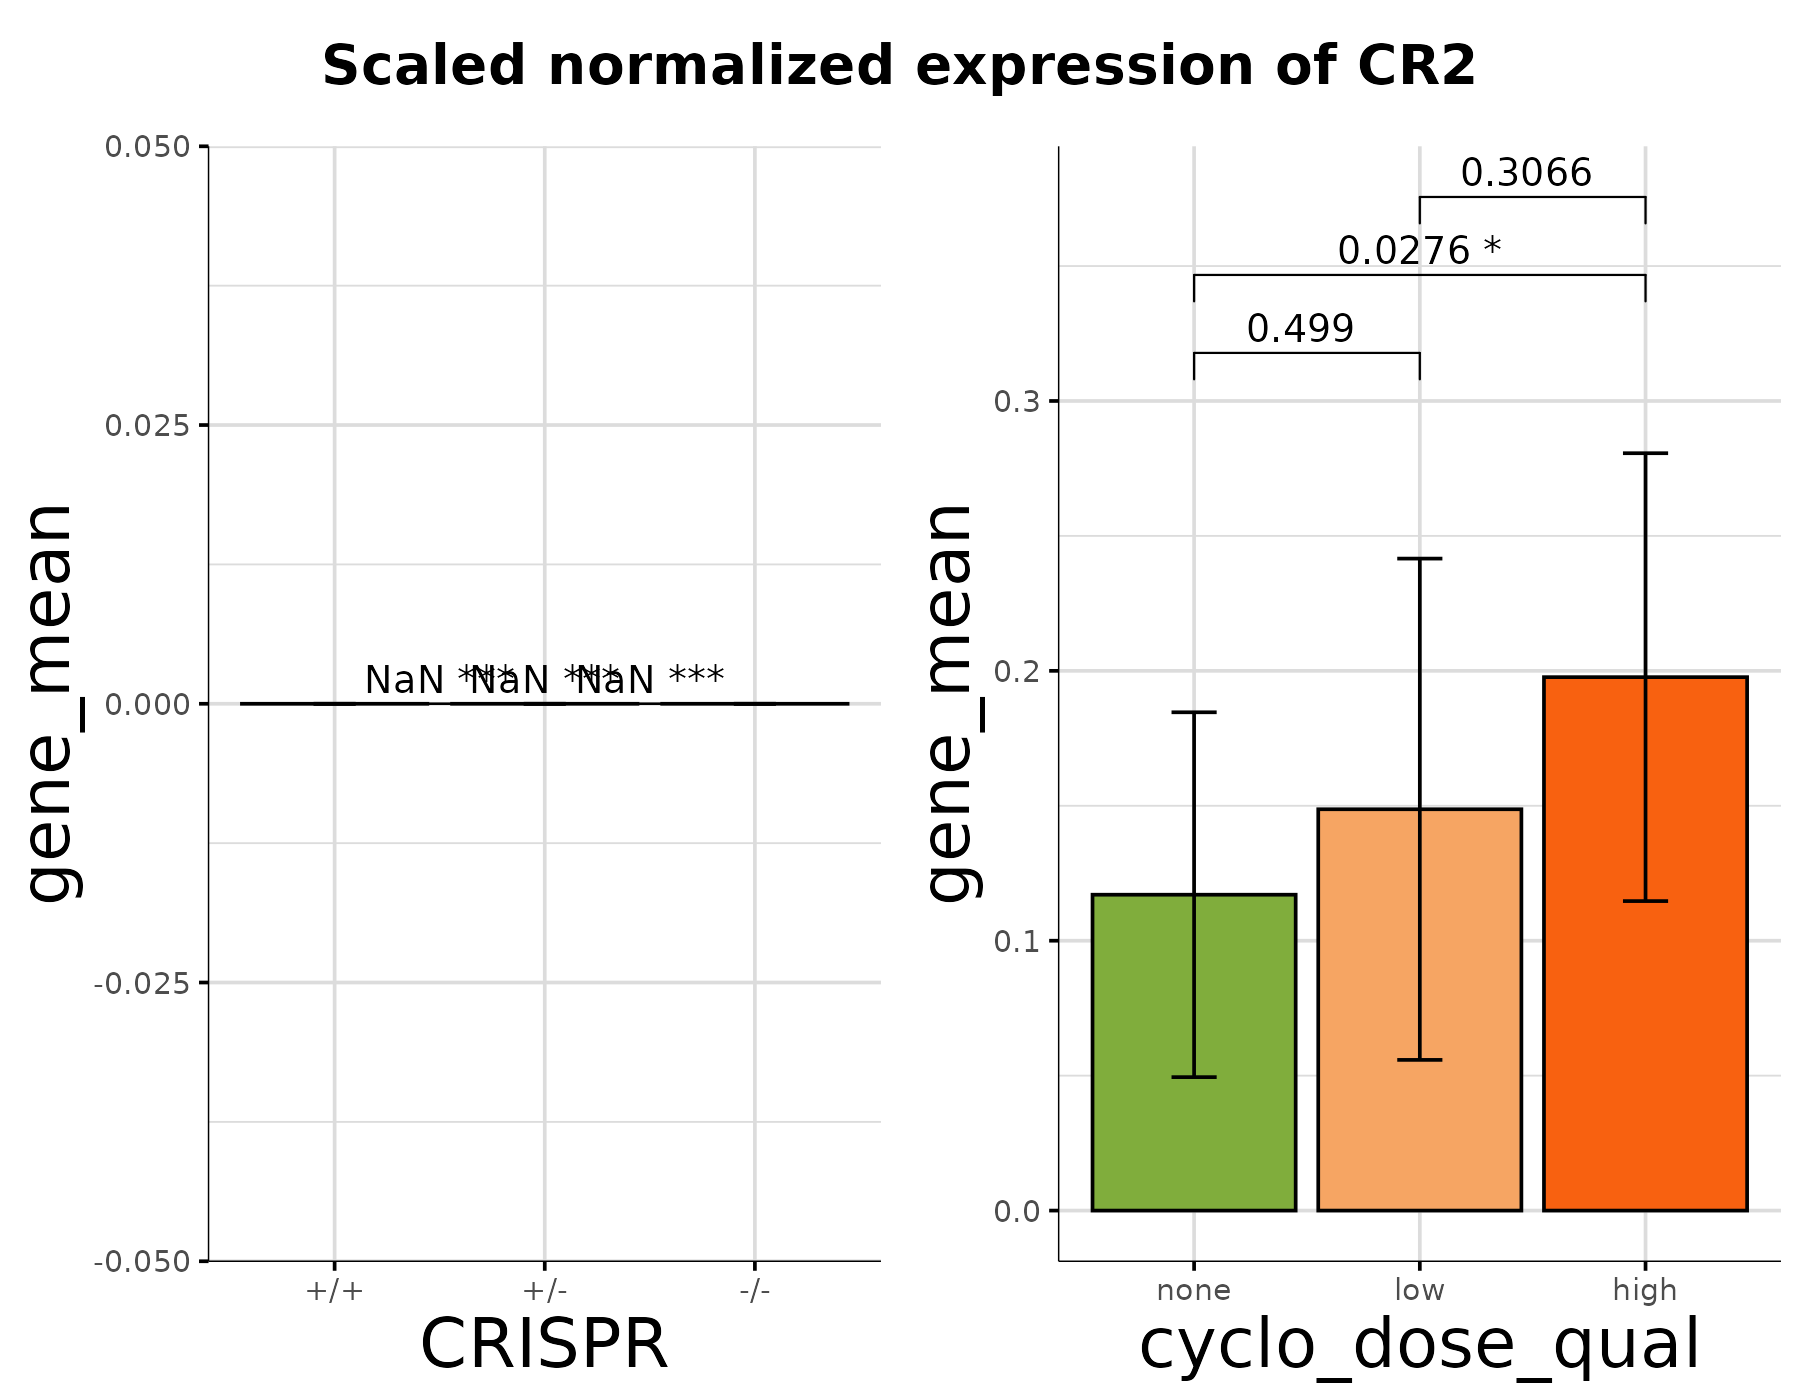 Scaled normalized expression of CR2
gene_mean
0.050
0.025
0.000
-0.025
-0.050
NaN ***
NaN ***
NaN ***
+/+
+/-
-/-
CRISPR
gene_mean
0.3
0.2
0.1
0.0
0.3066
0.0276 *
0.499
none
low
high
cyclo_dose_qual